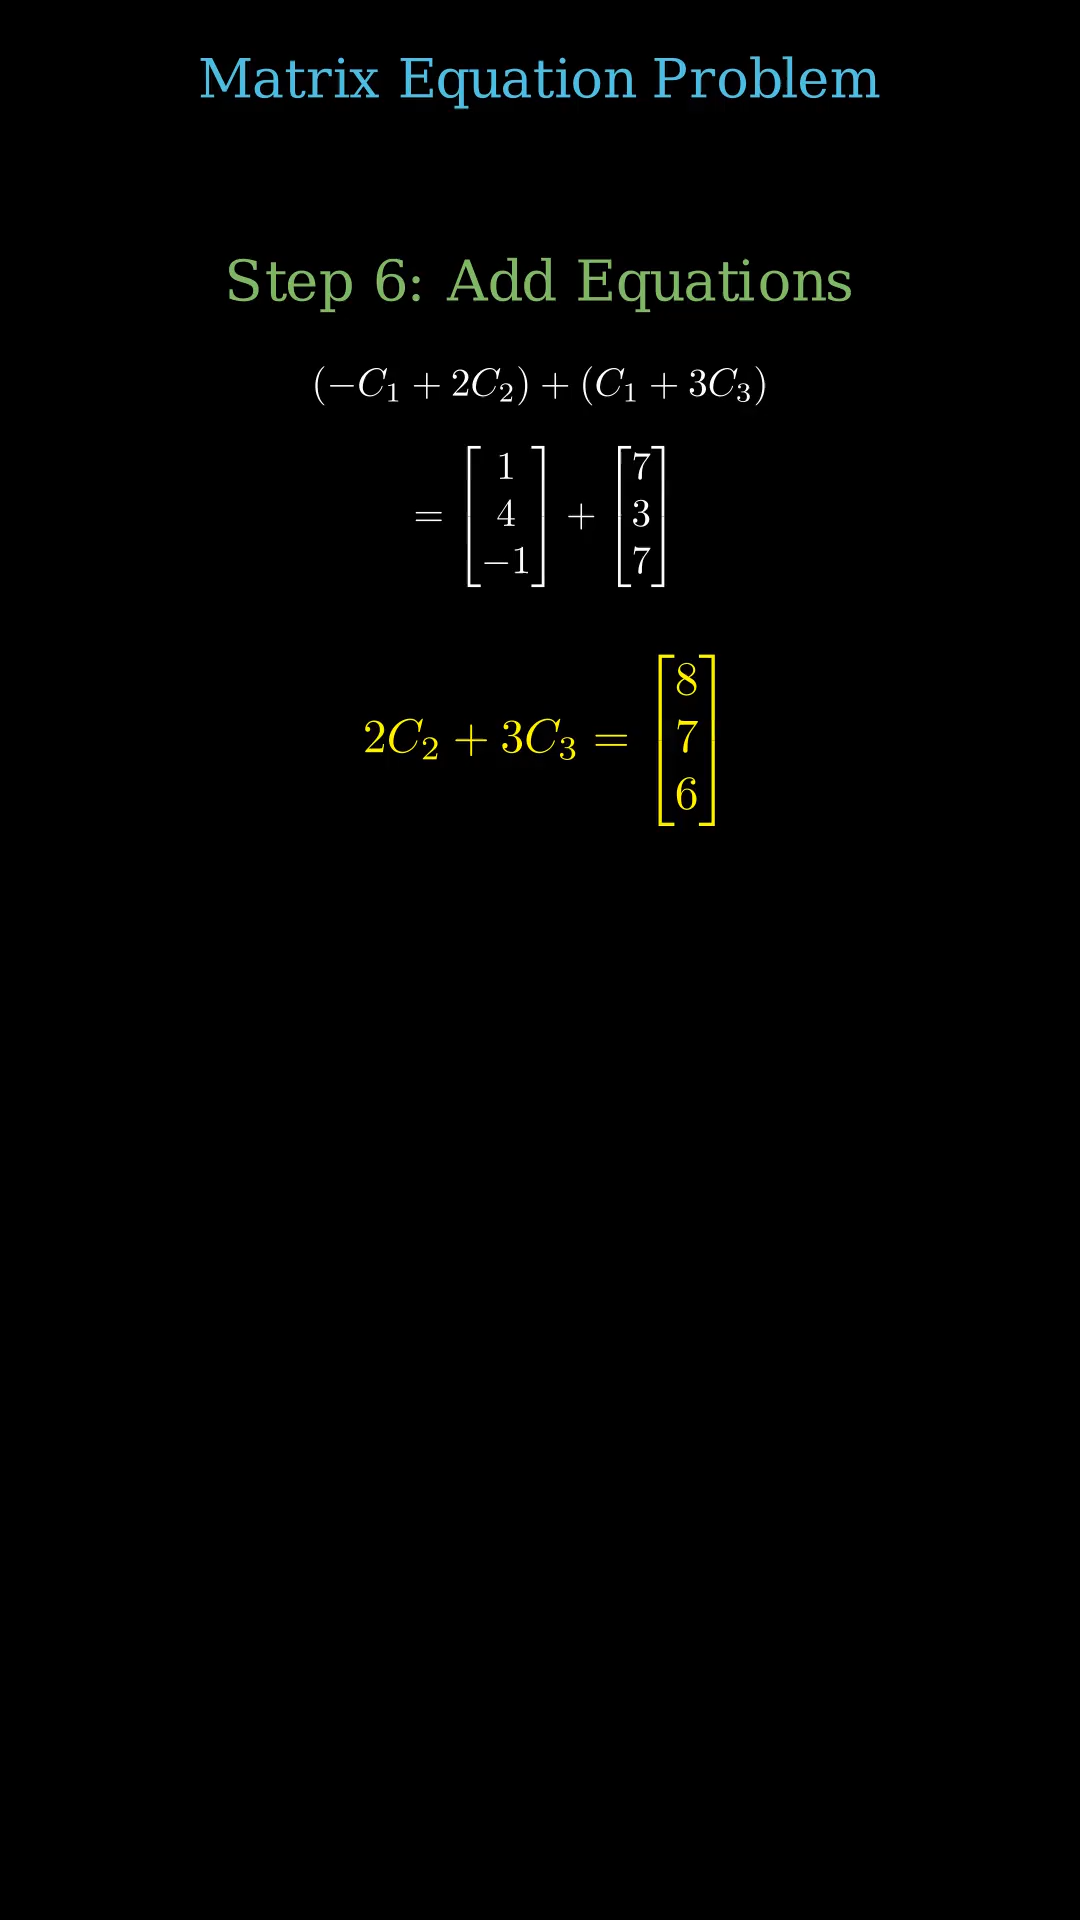 Matrix Equation Problem
Step 6: Add Equations
(−C₁ + 2C₂) + (C₁ + 3C₃)
= [1 4 −1] + [7 3 7]
2C₂ + 3C₃ = [8 7 6]